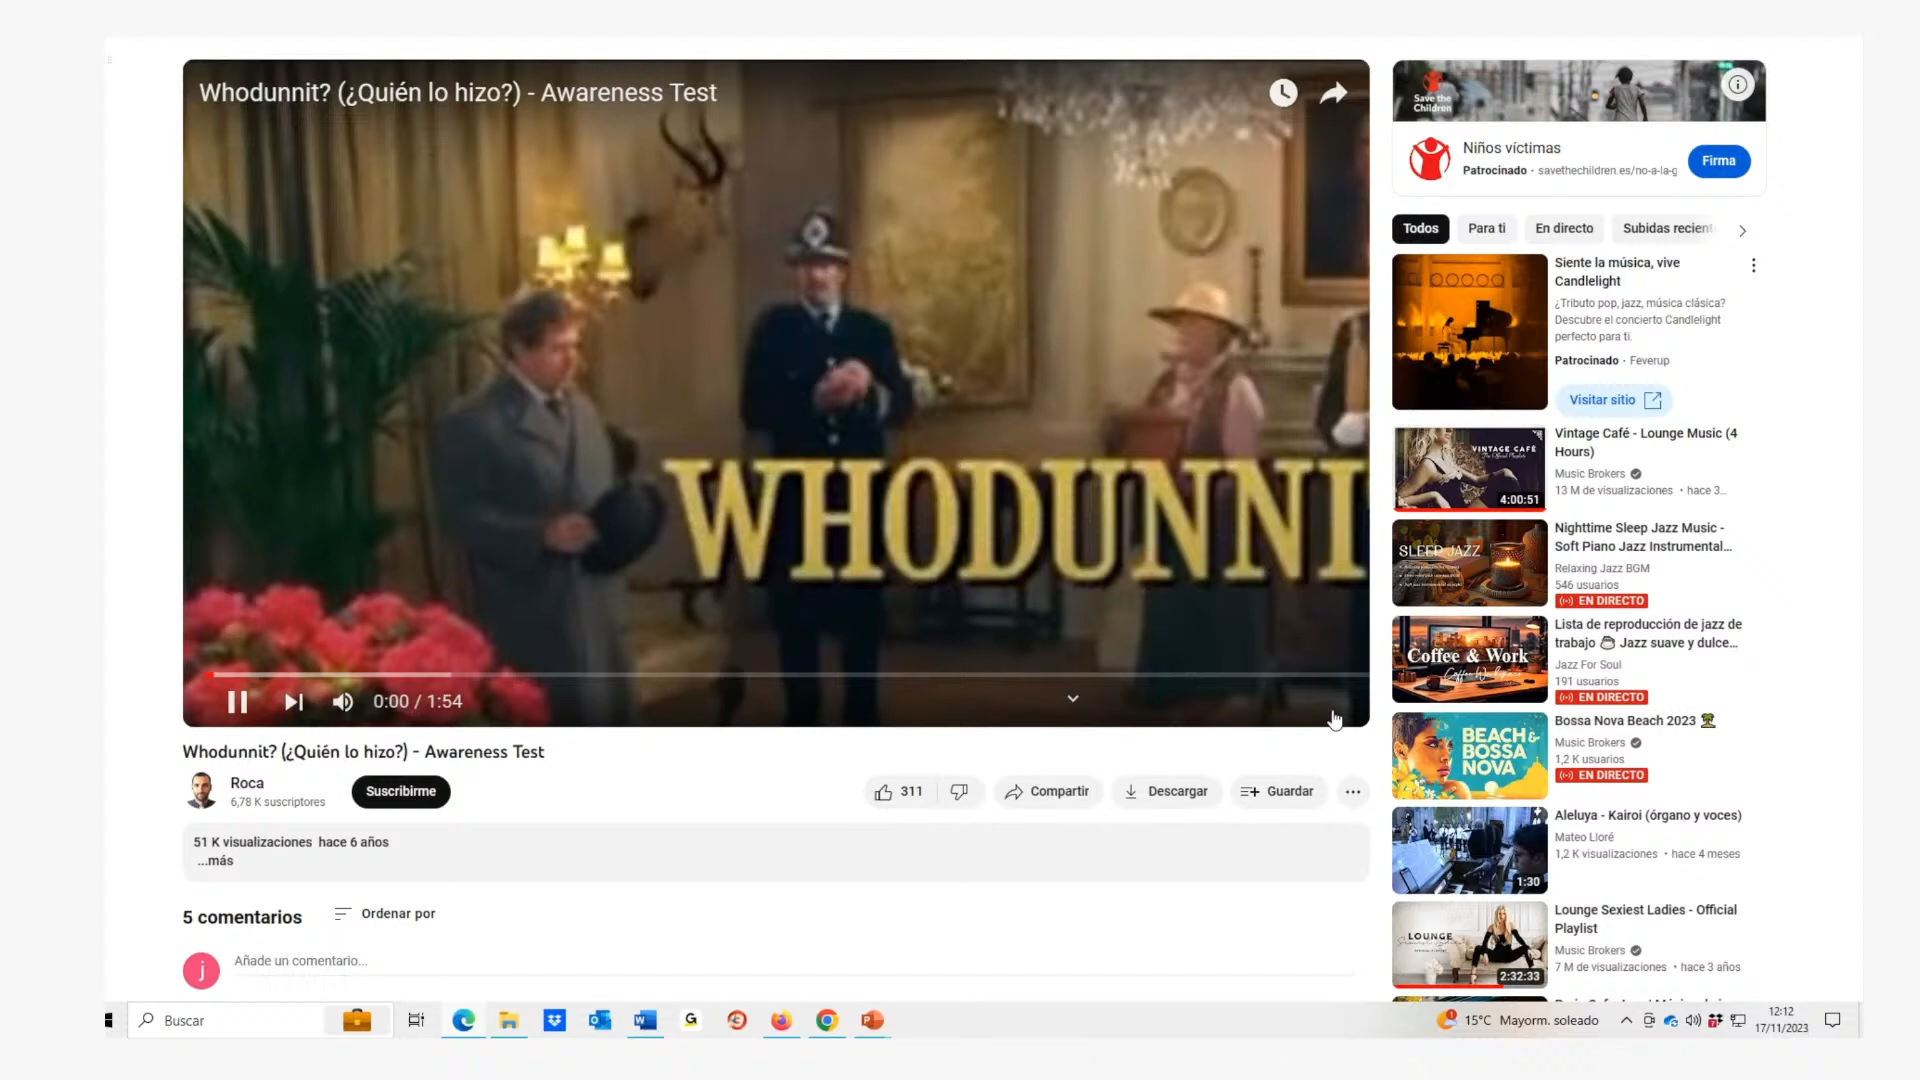 Whodunnit? (¿Quién lo hizo?) - Awareness Test
WHODUNNI
0:00 / 1:54
Whodunnit? (¿Quién lo hizo?) - Awareness Test
Roca
6,78 K suscriptores
Suscribirme
311
Compartir
Descargar
Guardar
51 K visualizaciones hace 6 años
...más
5 comentarios
Ordenar por
j
Añade un comentario...
Save the
Children
Niños víctimas
Patrocinado · savethechildren.es/no-a-la-g
Firma
Todos
Para ti
En directo
Subidas recient
Siente la música, vive
Candlelight
¿Tributo pop, jazz, música clásica?
Descubre el concierto Candlelight
perfecto para ti.
Patrocinado · Feverup
Visitar sitio
VINTAGE CAFÉ
4:00:51
Vintage Café - Lounge Music (4
Hours)
Music Brokers
13 M de visualizaciones • hace 3...
SLEEP JAZZ
Nighttime Sleep Jazz Music -
Soft Piano Jazz Instrumental...
Relaxing Jazz BGM
546 usuarios
EN DIRECTO
Coffee & Work
Lista de reproducción de jazz de
trabajo ☕ Jazz suave y dulce...
Jazz For Soul
191 usuarios
EN DIRECTO
BEACH &
BOSSA
NOVA
Bossa Nova Beach 2023 🏝
Music Brokers
1,2 K usuarios
EN DIRECTO
1:30
Aleluya - Kairoi (órgano y voces)
Mateo Lloré
1,2 K visualizaciones • hace 4 meses
LOUNGE
2:32:33
Lounge Sexiest Ladies - Official
Playlist
Music Brokers
7 M de visualizaciones • hace 3 años
Buscar
G
15°C Mayorm. soleado
12:12
17/11/2023